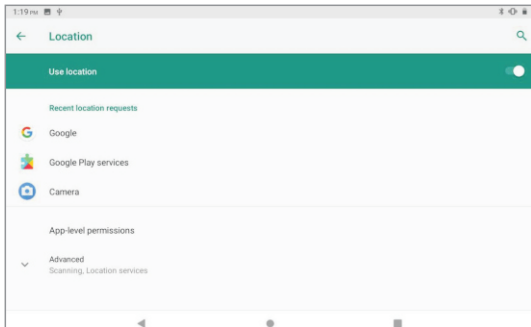 1:19 PM
Location
Use location
Recent location requests
Google
Google Play services
Camera
App-level permissions
Advanced
Scanning, Location services